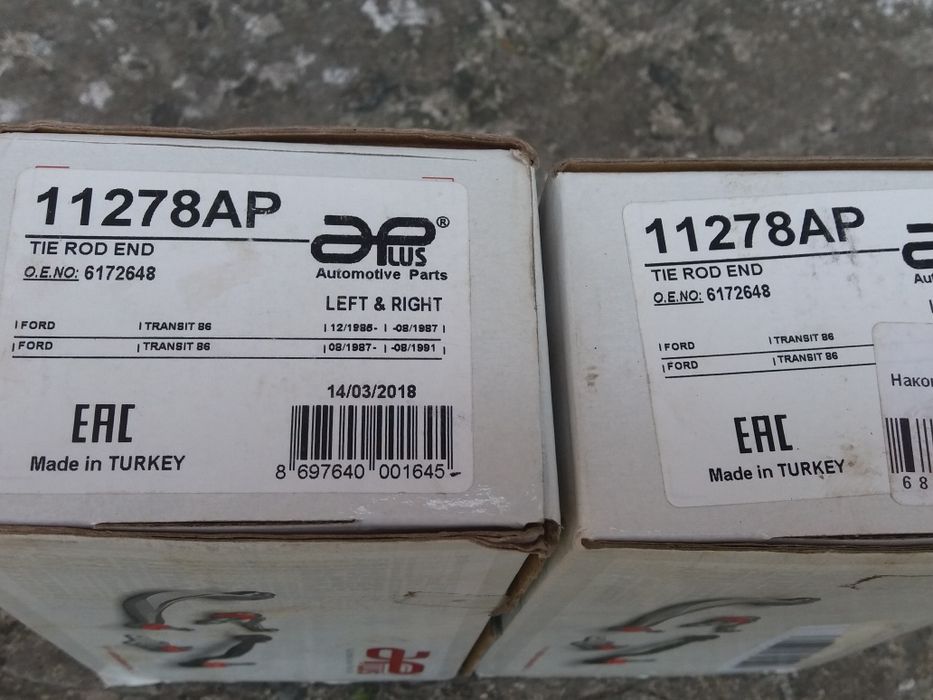 11278AP
TIE ROD END
O.E.NO: 6172648
aPLUS®
Automotive Parts
LEFT & RIGHT
FORD TRANSIT 86 12/1985- -08/1987
FORD TRANSIT 86 08/1987- -08/1991
14/03/2018
EAC
Made in TURKEY
8 697640 001645
11278AP
TIE ROD END
O.E.NO: 6172648
FORD TRANSIT 86
FORD TRANSIT 86
EAC
Made in TURKEY
Нако
68